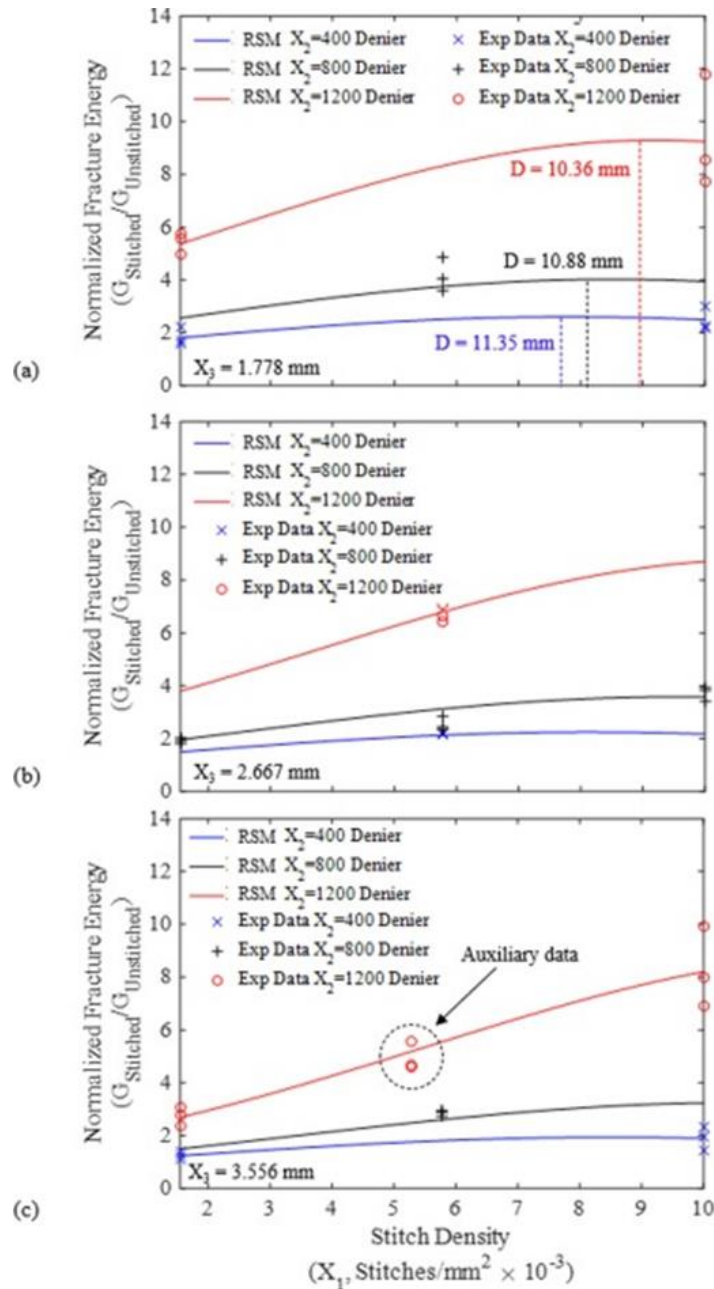 X₂
14
12
10
8
6
4
2
0
Normalized Fracture Energy
(G_Stitched/G_Unstitched)
RSM X₂=400 Denier
RSM X₂=800 Denier
RSM X₂=1200 Denier
Exp Data X₂=400 Denier
Exp Data X₂=800 Denier
Exp Data X₂=1200 Denier
D = 10.36 mm
D = 10.88 mm
D = 11.35 mm
X₃ = 1.778 mm
(a)
14
12
10
8
6
4
2
0
Normalized Fracture Energy
(G_Stitched/G_Unstitched)
RSM X₂=400 Denier
RSM X₂=800 Denier
RSM X₂=1200 Denier
Exp Data X₂=400 Denier
Exp Data X₂=800 Denier
Exp Data X₂=1200 Denier
X₃ = 2.667 mm
(b)
14
12
10
8
6
4
2
0
Normalized Fracture Energy
(G_Stitched/G_Unstitched)
RSM X₂=400 Denier
RSM X₂=800 Denier
RSM X₂=1200 Denier
Exp Data X₂=400 Denier
Exp Data X₂=800 Denier
Exp Data X₂=1200 Denier
Auxiliary data
X₃ = 3.556 mm
(c)
2 3 4 5 6 7 8 9 10
Stitch Density
(X₁, Stitches/mm² × 10⁻³)